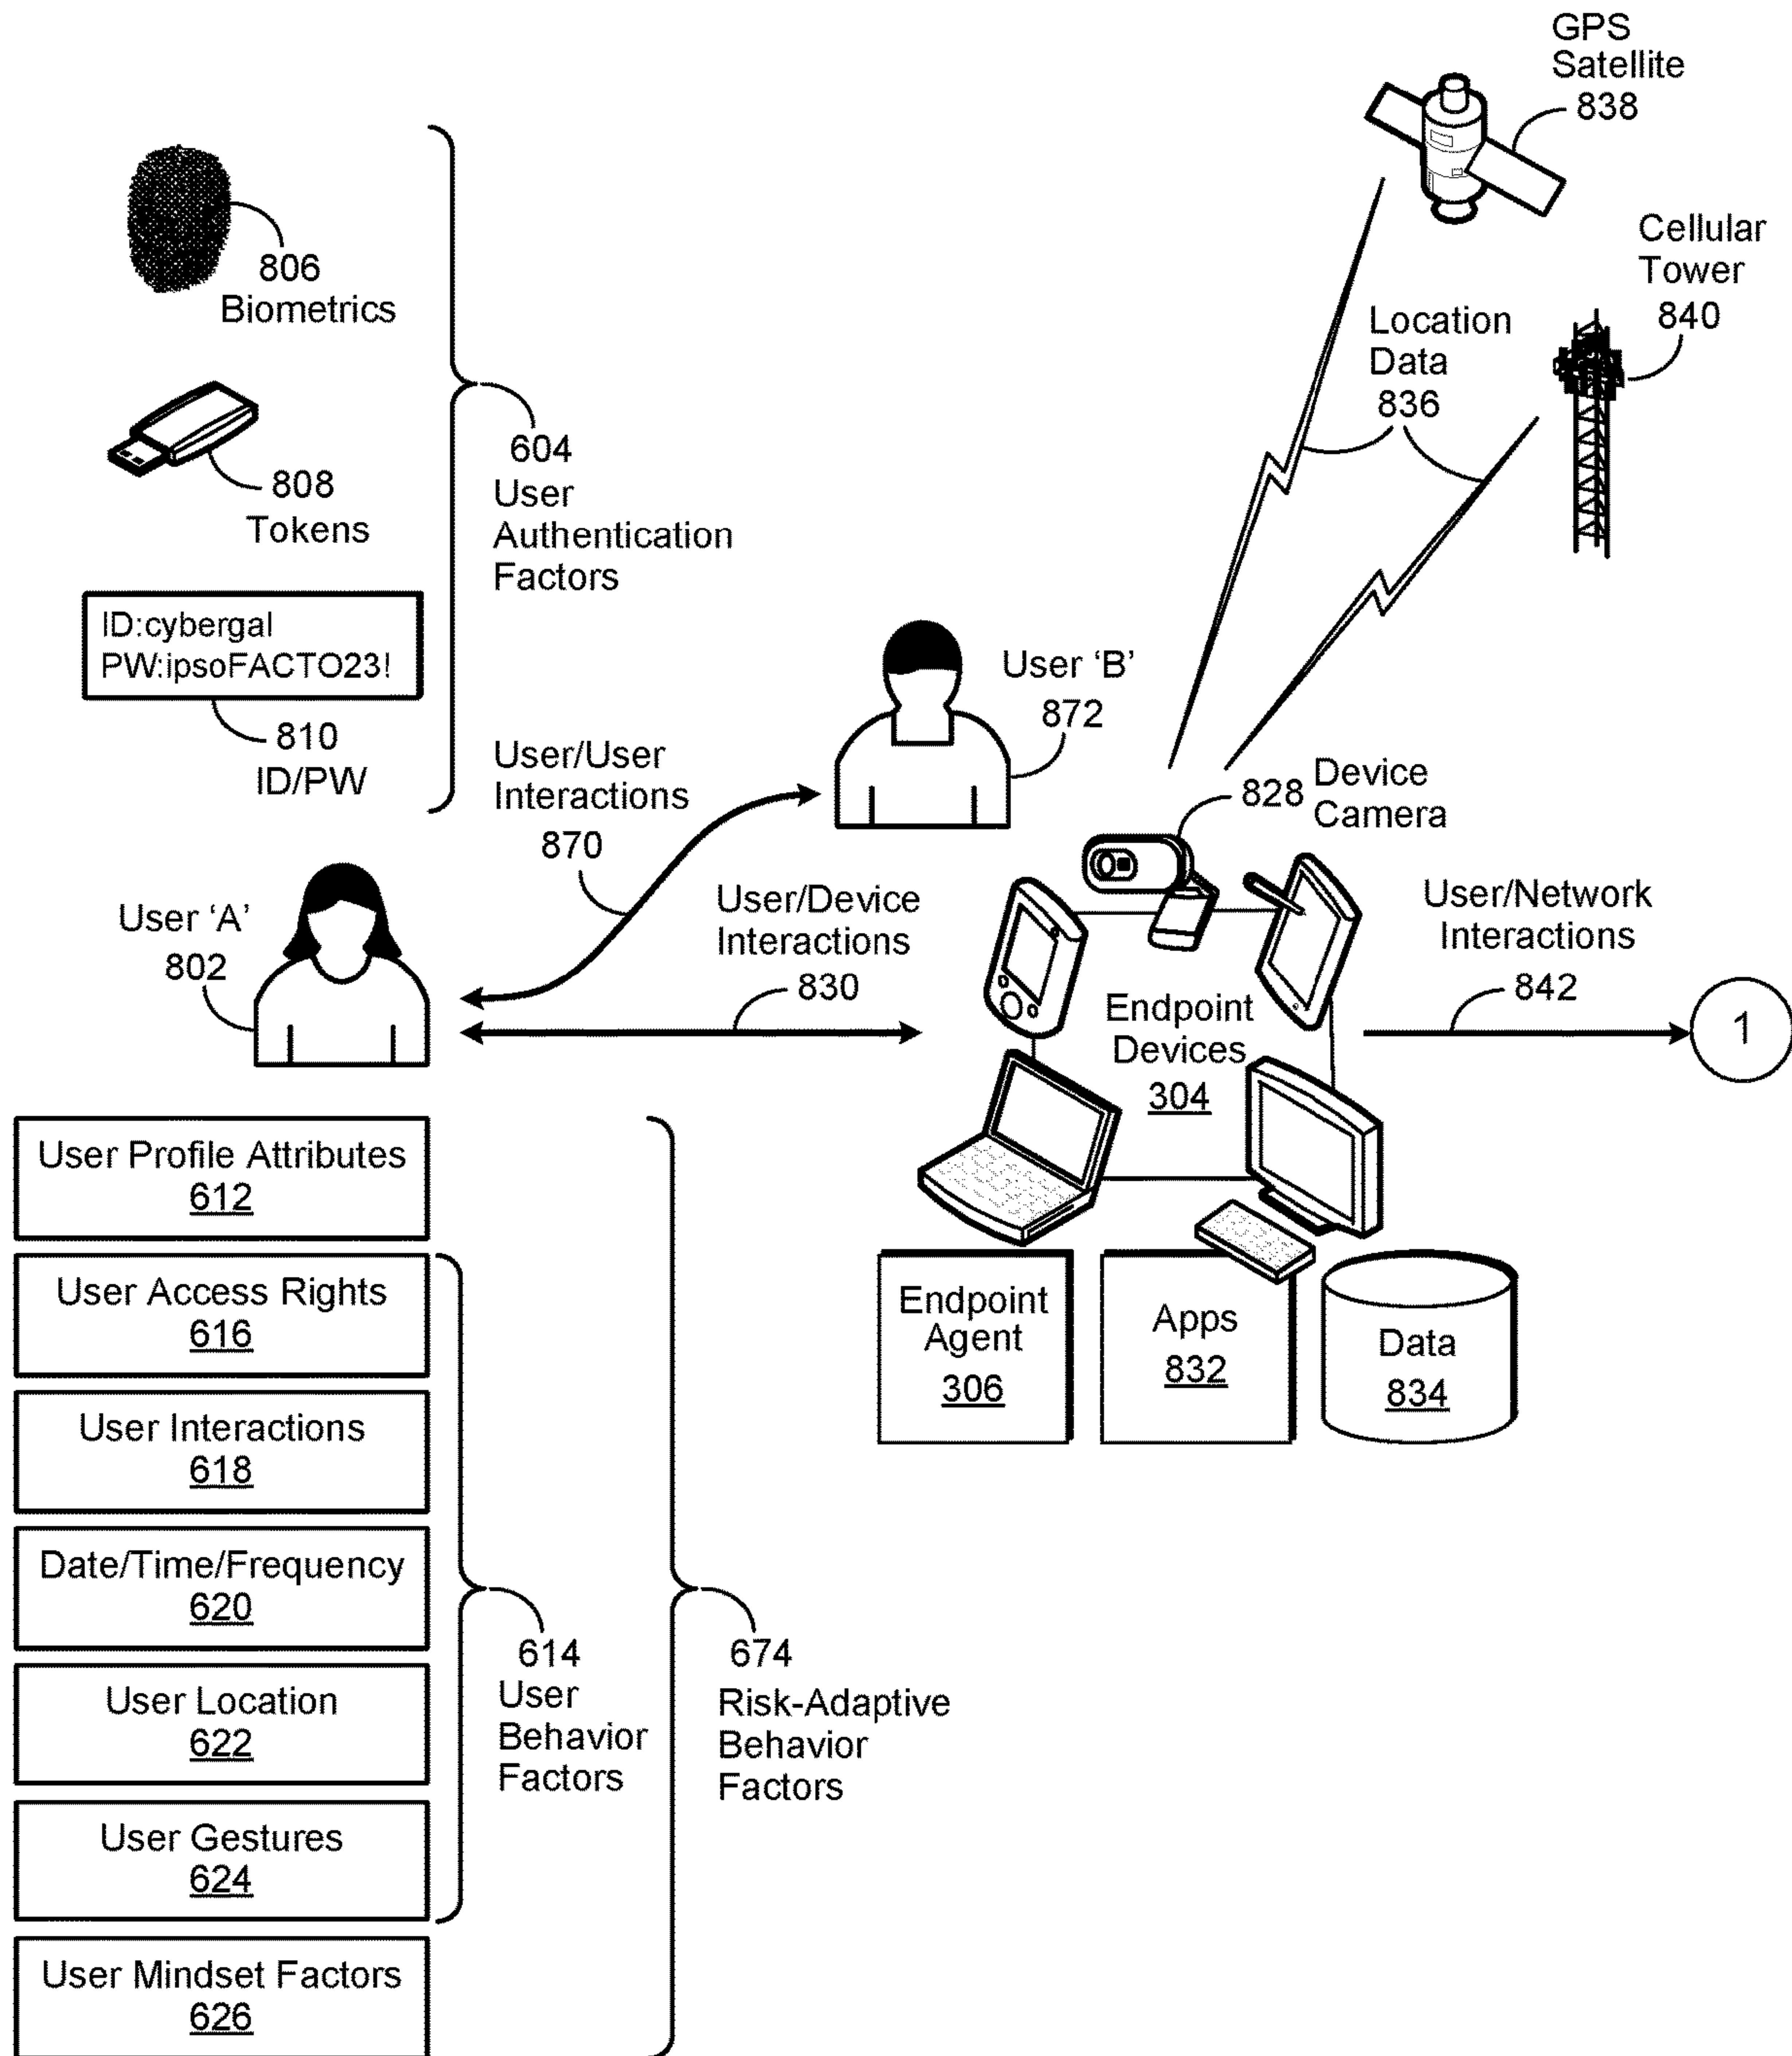 GPS
Satellite
838
Cellular
Tower
840
Location
Data
836
806
Biometrics
808
Tokens
604
User
Authentication
Factors
ID:cybergal
PW:ipsoFACTO23!
810
ID/PW
User ‘B’
872
User/User
Interactions
870
828
Device
Camera
User ‘A’
802
User/Device
Interactions
830
User/Network
Interactions
842
1
Endpoint
Devices
304
Endpoint
Agent
306
Apps
832
Data
834
User Profile Attributes
612
User Access Rights
616
User Interactions
618
Date/Time/Frequency
620
User Location
622
User Gestures
624
User Mindset Factors
626
614
User
Behavior
Factors
674
Risk-Adaptive
Behavior
Factors